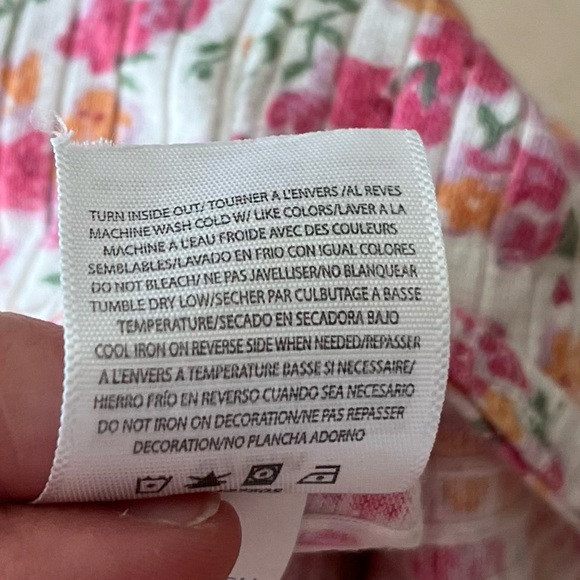 TURN INSIDE OUT/ TOURNER A L'ENVERS /AL REVES
MACHINE WASH COLD W/ LIKE COLORS/LAVER A LA
MACHINE A L'EAU FROIDE AVEC DES COULEURS
SEMBLABLES/LAVADO EN FRIO CON IGUAL COLORES
DO NOT BLEACH/ NE PAS JAVELLISER/NO BLANQUEAR
TUMBLE DRY LOW/SECHER PAR CULBUTAGE A BASSE
TEMPERATURE/SECADO EN SECADORA BAJO
COOL IRON ON REVERSE SIDE WHEN NEEDED/REPASSER
A L'ENVERS A TEMPERATURE BASSE SI NECESSAIRE/
HIERRO FRÍO EN REVERSO CUANDO SEA NECESARIO
DO NOT IRON ON DECORATION/NE PAS REPASSER
DECORATION/NO PLANCHA ADORNO